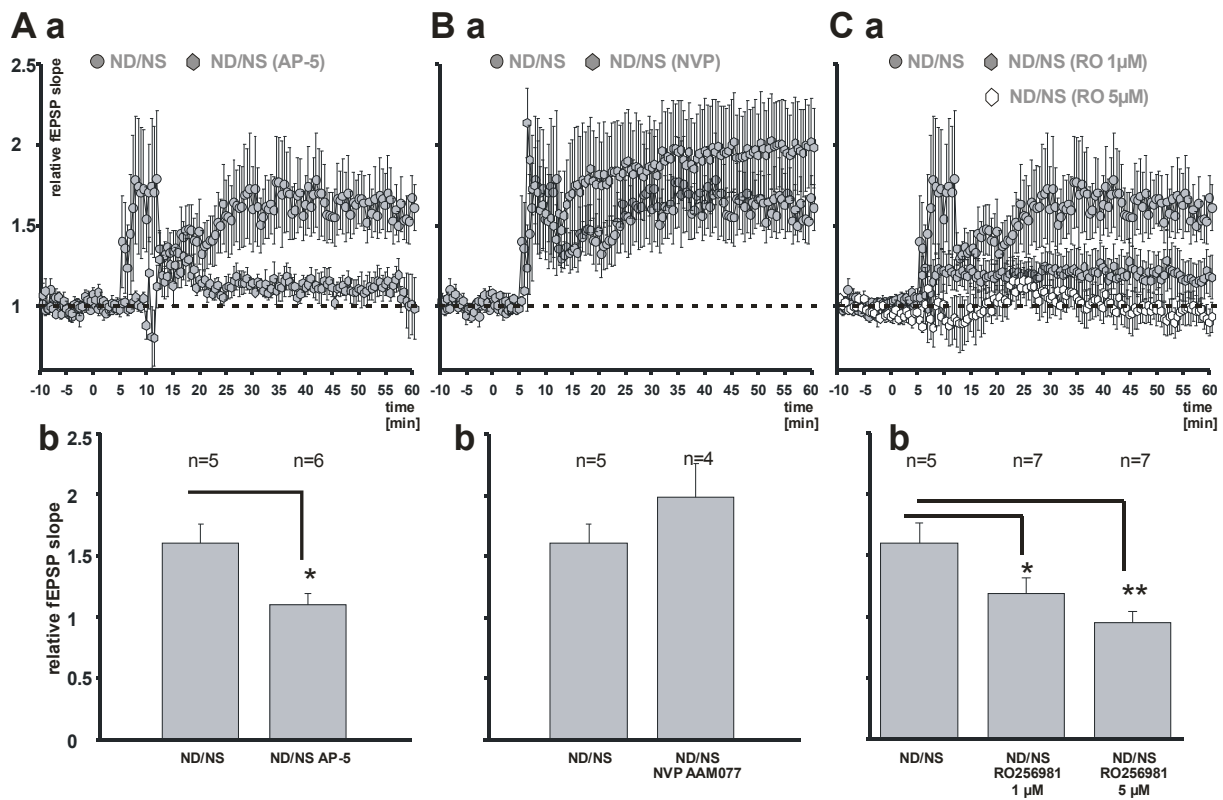 A a
B a
C a
ND/NS ND/NS (AP-5)
ND/NS ND/NS (NVP)
ND/NS ND/NS (RO 1µM)
ND/NS (RO 5µM)
relative fEPSP slope
2.5
2
1.5
1
-10 -5 0 5 10 15 20 25 30 35 40 45 50 55 60
time
[min]
-10 -5 0 5 10 15 20 25 30 35 40 45 50 55 60
time
[min]
-10 -5 0 5 10 15 20 25 30 35 40 45 50 55 60
time
[min]
b
relative fEPSP slope
2.5
2
1.5
1
0.5
0
n=5 n=6
*
ND/NS ND/NS AP-5
b
n=5 n=4
ND/NS ND/NS
NVP AAM077
b
n=5 n=7 n=7
* **
ND/NS ND/NS ND/NS
RO256981 RO256981
1 µM 5 µM